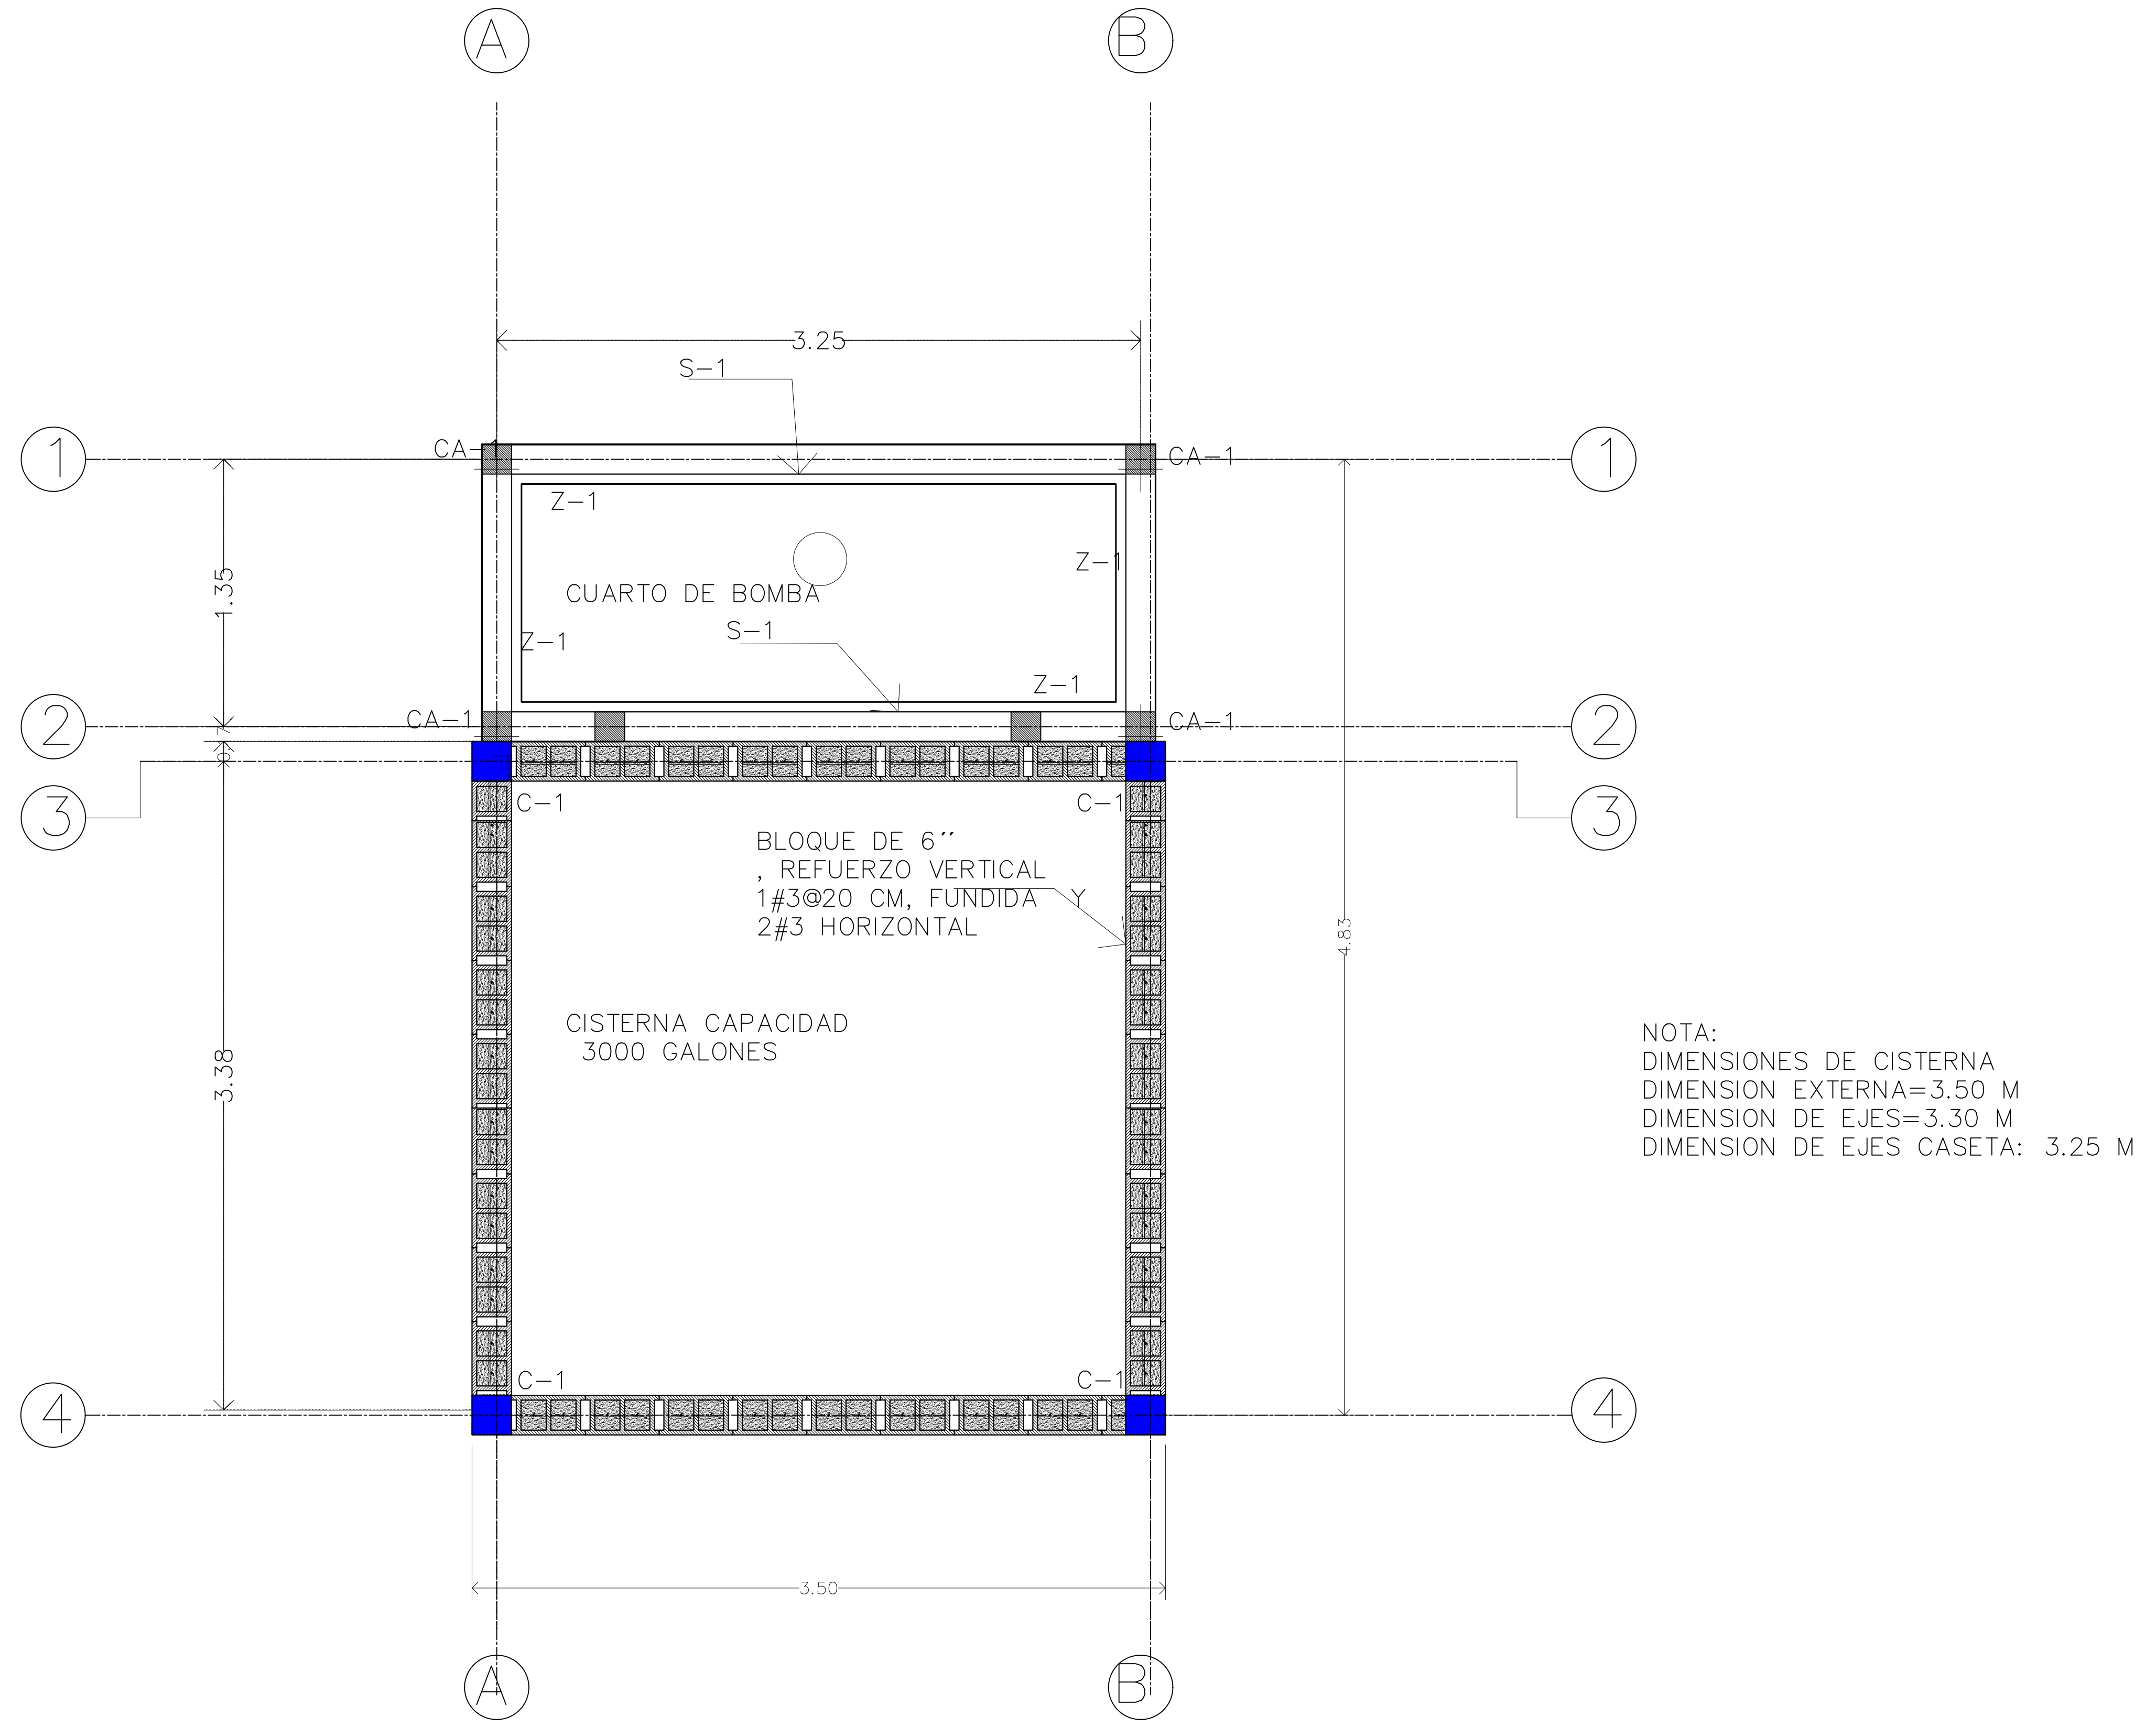 A
B
3.25
S-1
1
CA-1
CA-1
1
Z-1
Z-1
1.35
CUARTO DE BOMBA
S-1
Z-1
Z-1
2
CA-1
CA-1
2
3
C-1
C-1
3
BLOQUE DE 6´´
, REFUERZO VERTICAL
1#3@20 CM, FUNDIDA Y
2#3 HORIZONTAL
4.83
CISTERNA CAPACIDAD
3000 GALONES
3.38
NOTA:
DIMENSIONES DE CISTERNA
DIMENSION EXTERNA=3.50 M
DIMENSION DE EJES=3.30 M
DIMENSION DE EJES CASETA: 3.25 M
C-1
C-1
4
4
3.50
A
B